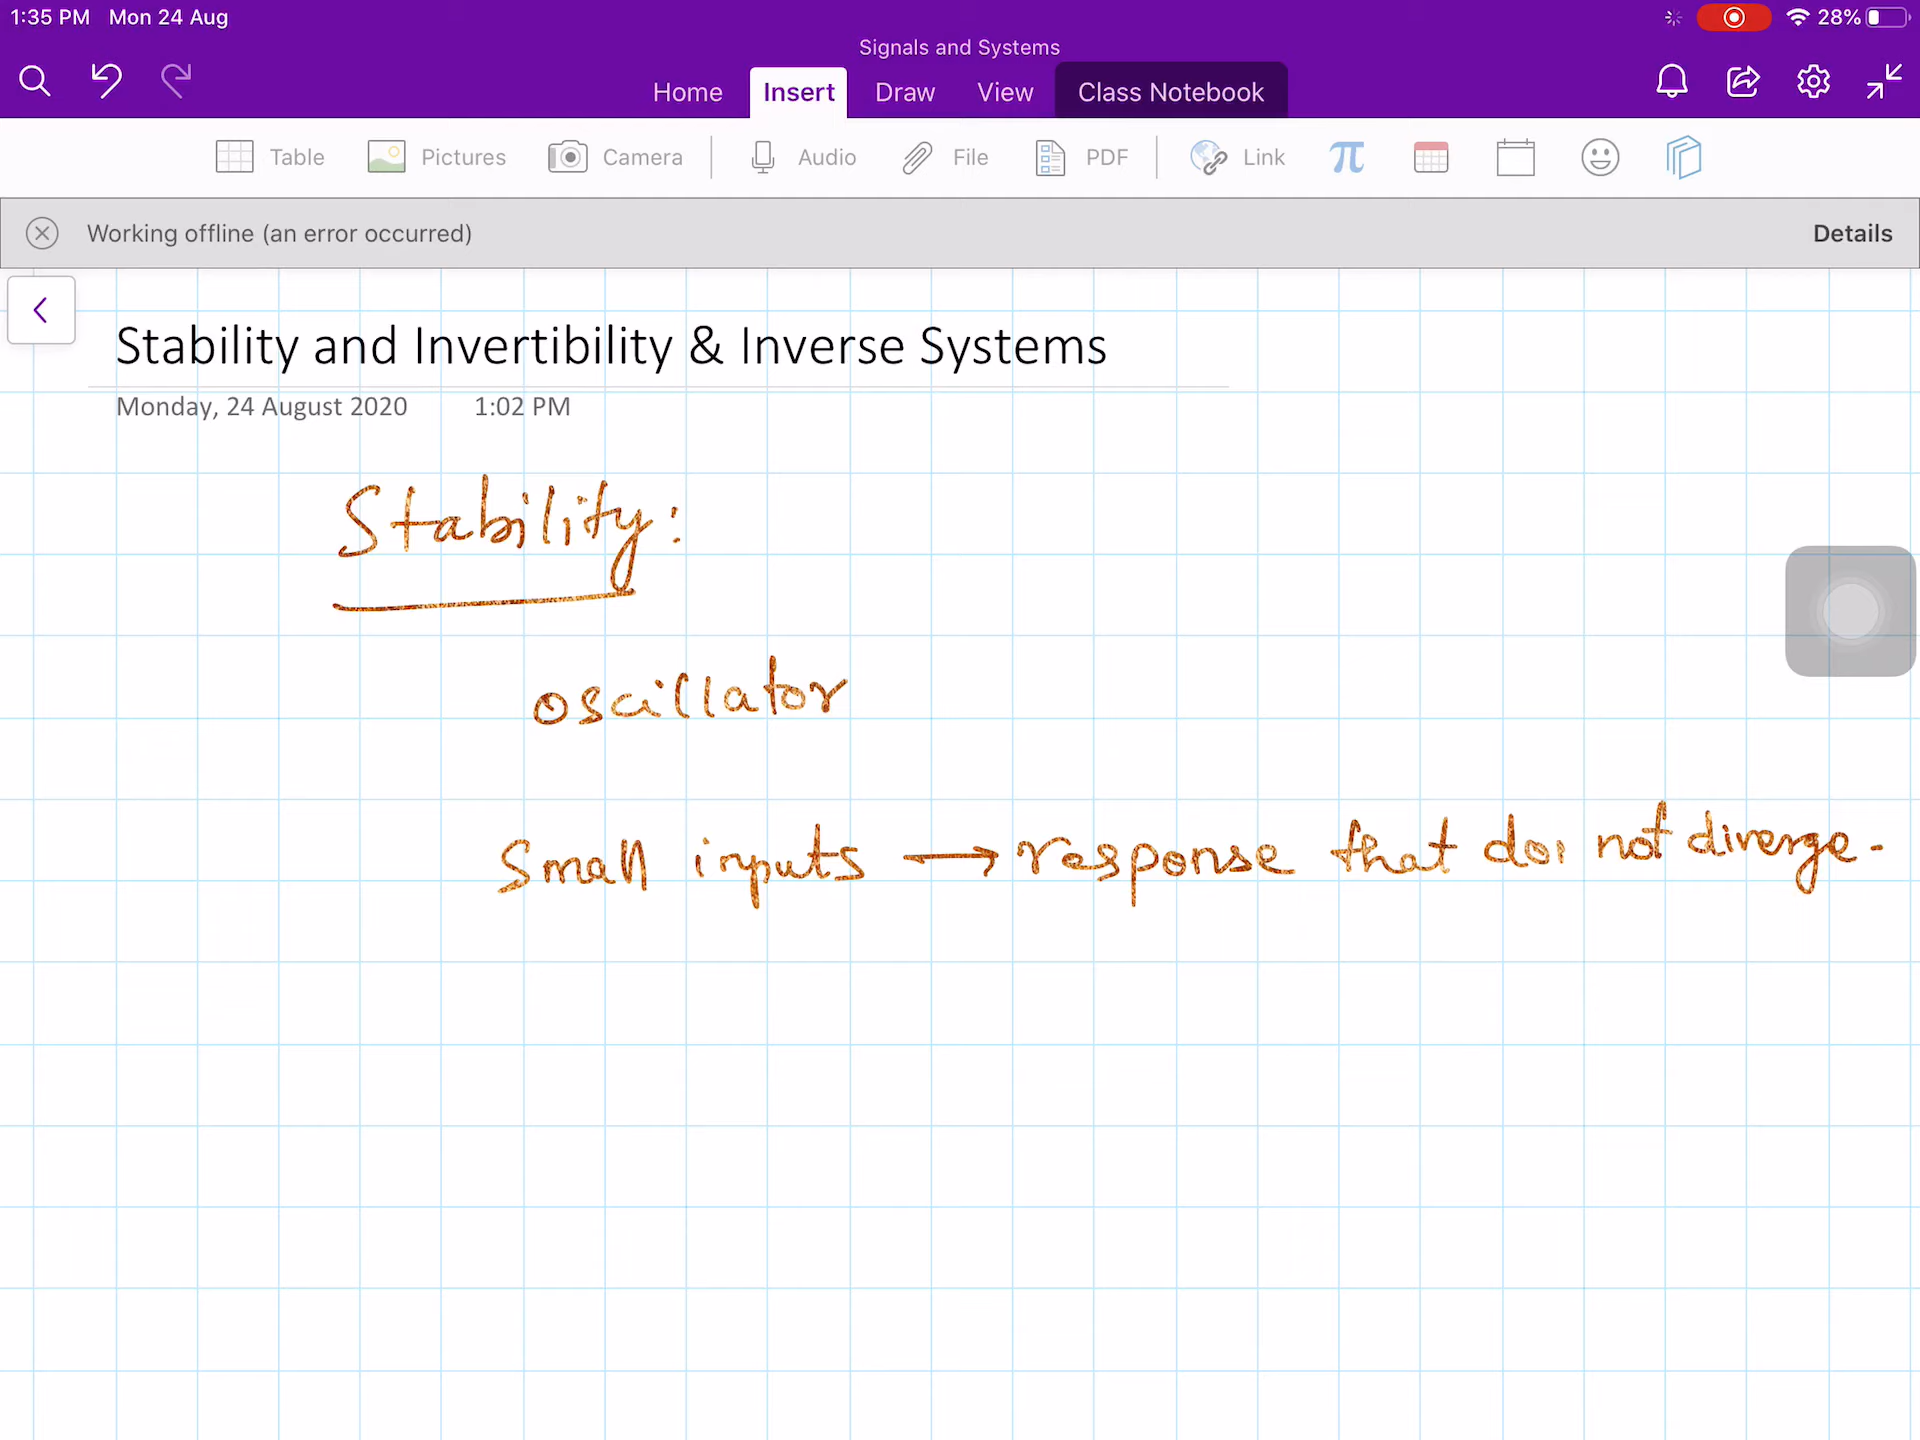 1:35 PM Mon 24 Aug 28%
Signals and Systems
Home Insert Draw View Class Notebook
Table Pictures Camera Audio File PDF Link π
Working offline (an error occurred) Details
Stability and Invertibility & Inverse Systems
Monday, 24 August 2020 1:02 PM
Stability:
oscillator
Small inputs → response that does not diverge.